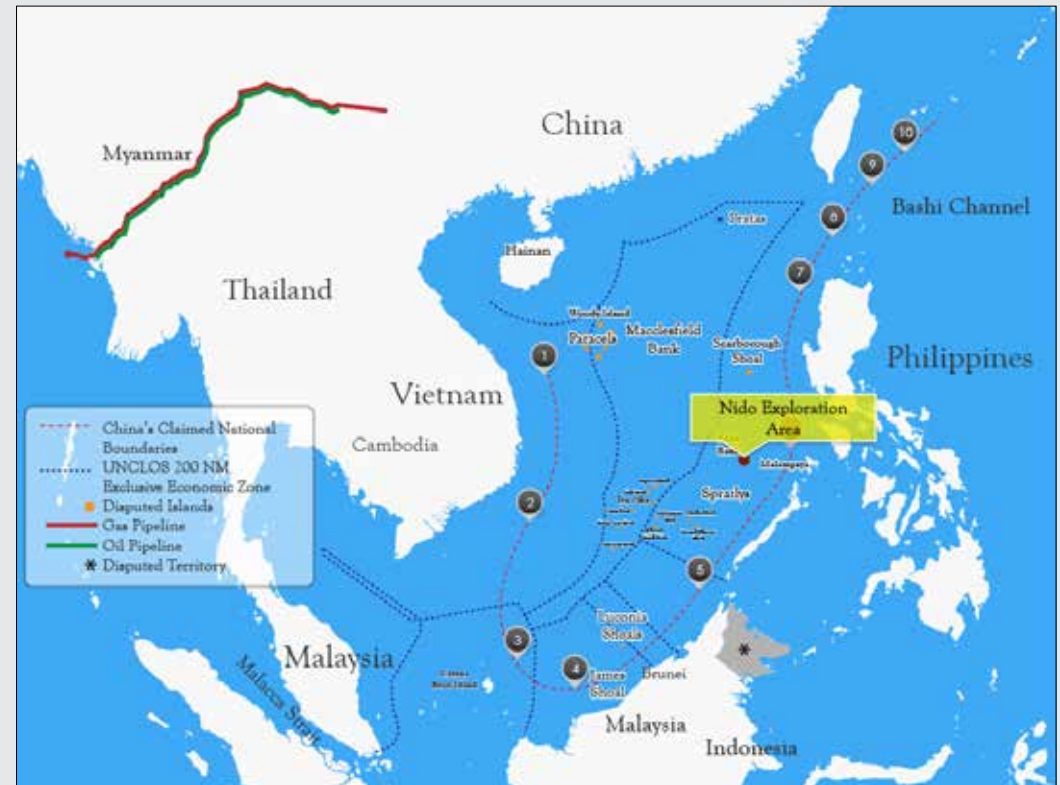 China
Myanmar
10
9
Bashi Channel
8
Pratas
Hainan
7
Thailand
Woody Island
Paracels
Macclesfield
Bank
Scarborough
Shoal
1
Philippines
Vietnam
Nido Exploration
Area
Cambodia
China's Claimed National
Boundaries
UNCLOS 200 NM
Exclusive Economic Zone
Disputed Islands
Gas Pipeline
Oil Pipeline
* Disputed Territory
Spratlys
2
5
Luconia
Shoals
3
4
James
Shoal
Brunei
Malaysia
Malacca Strait
Malaysia
Indonesia